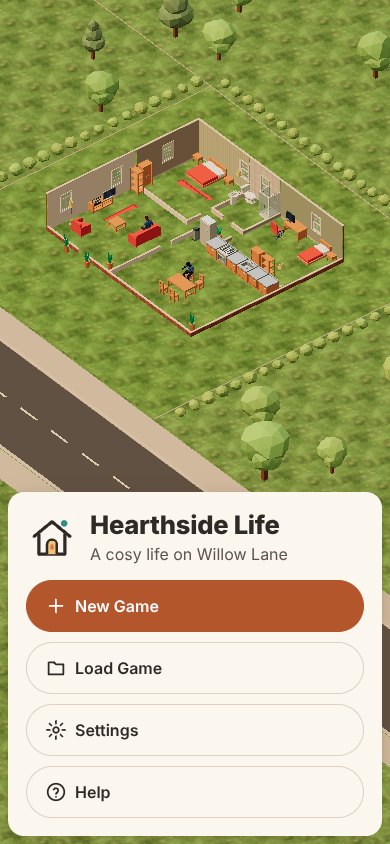 Hearthside Life
A cosy life on Willow Lane
New Game
Load Game
Settings
Help